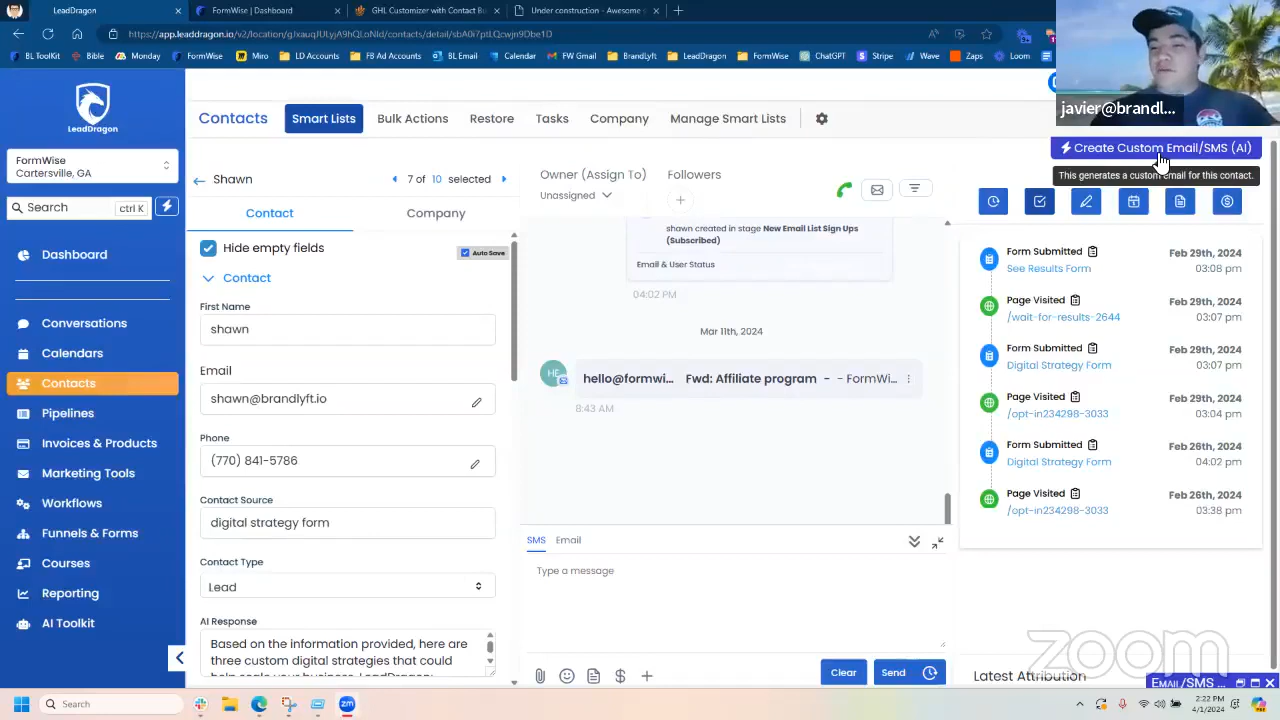 LeadDragon
FormWise | Dashboard
GHL Customizer with Contact Bu
Under construction - Awesome
https://app.leaddragon.io/v2/location/gJxauqJULyjA9hQLoNId/contacts/detail/sbA0i7ptLQcwjn9Dbe1D
BL ToolKit
Bible
Monday
FormWise
Miro
LD Accounts
FB Ad Accounts
BL Email
Calendar
FW Gmail
BrandLyft
LeadDragon
FormWise
ChatGPT
Stripe
Wave
Zaps
Loom
javier@brandl...
LeadDragon
FormWise
Cartersville, GA
Search
ctrl K
Dashboard
Conversations
Calendars
Contacts
Pipelines
Invoices & Products
Marketing Tools
Workflows
Funnels & Forms
Courses
Reporting
AI Toolkit
Contacts
Smart Lists
Bulk Actions
Restore
Tasks
Company
Manage Smart Lists
Create Custom Email/SMS (AI)
This generates a custom email for this contact.
Shawn
7 of 10 selected
Contact
Company
Hide empty fields
Auto Save
Contact
First Name
shawn
Email
shawn@brandlyft.io
Phone
(770) 841-5786
Contact Source
digital strategy form
Contact Type
Lead
AI Response
Based on the information provided, here are
three custom digital strategies that could
help scale your business, LeadDragon:
Owner (Assign To)
Unassigned
Followers
shawn created in stage New Email List Sign Ups
(Subscribed)
Email & User Status
04:02 PM
Mar 11th, 2024
HE
hello@formwi...
Fwd: Affiliate program - - FormWi...
8:43 AM
SMS
Email
Type a message
Clear
Send
Form Submitted
See Results Form
Feb 29th, 2024
03:08 pm
Page Visited
/wait-for-results-2644
Feb 29th, 2024
03:07 pm
Form Submitted
Digital Strategy Form
Feb 29th, 2024
03:07 pm
Page Visited
/opt-in234298-3033
Feb 29th, 2024
03:04 pm
Form Submitted
Digital Strategy Form
Feb 26th, 2024
04:02 pm
Page Visited
/opt-in234298-3033
Feb 26th, 2024
03:38 pm
zoom
Latest Attribution
Email/SMS ...
Search
2:22 PM
4/1/2024